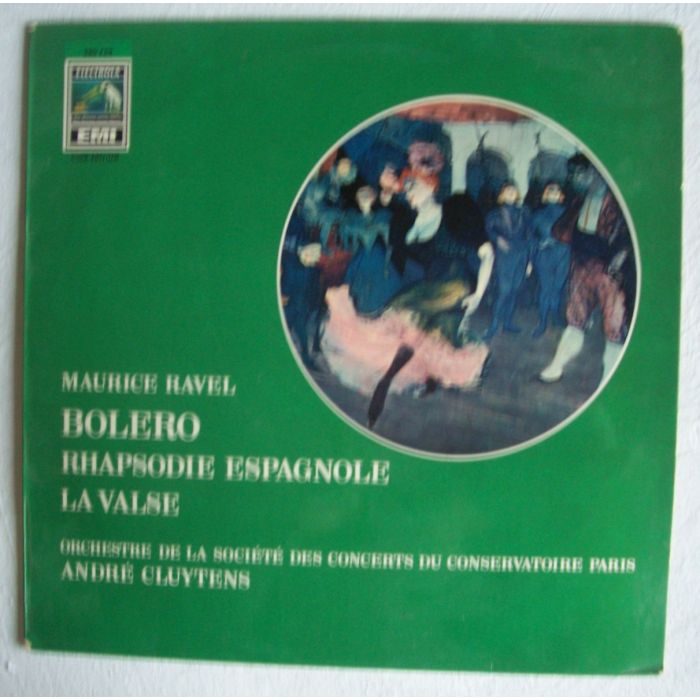 ELECTROLA
EMI
MAURICE RAVEL
BOLERO
RHAPSODIE ESPAGNOLE
LA VALSE
ORCHESTRE DE LA SOCIÉTÉ DES CONCERTS DU CONSERVATOIRE PARIS
ANDRÉ CLUYTENS